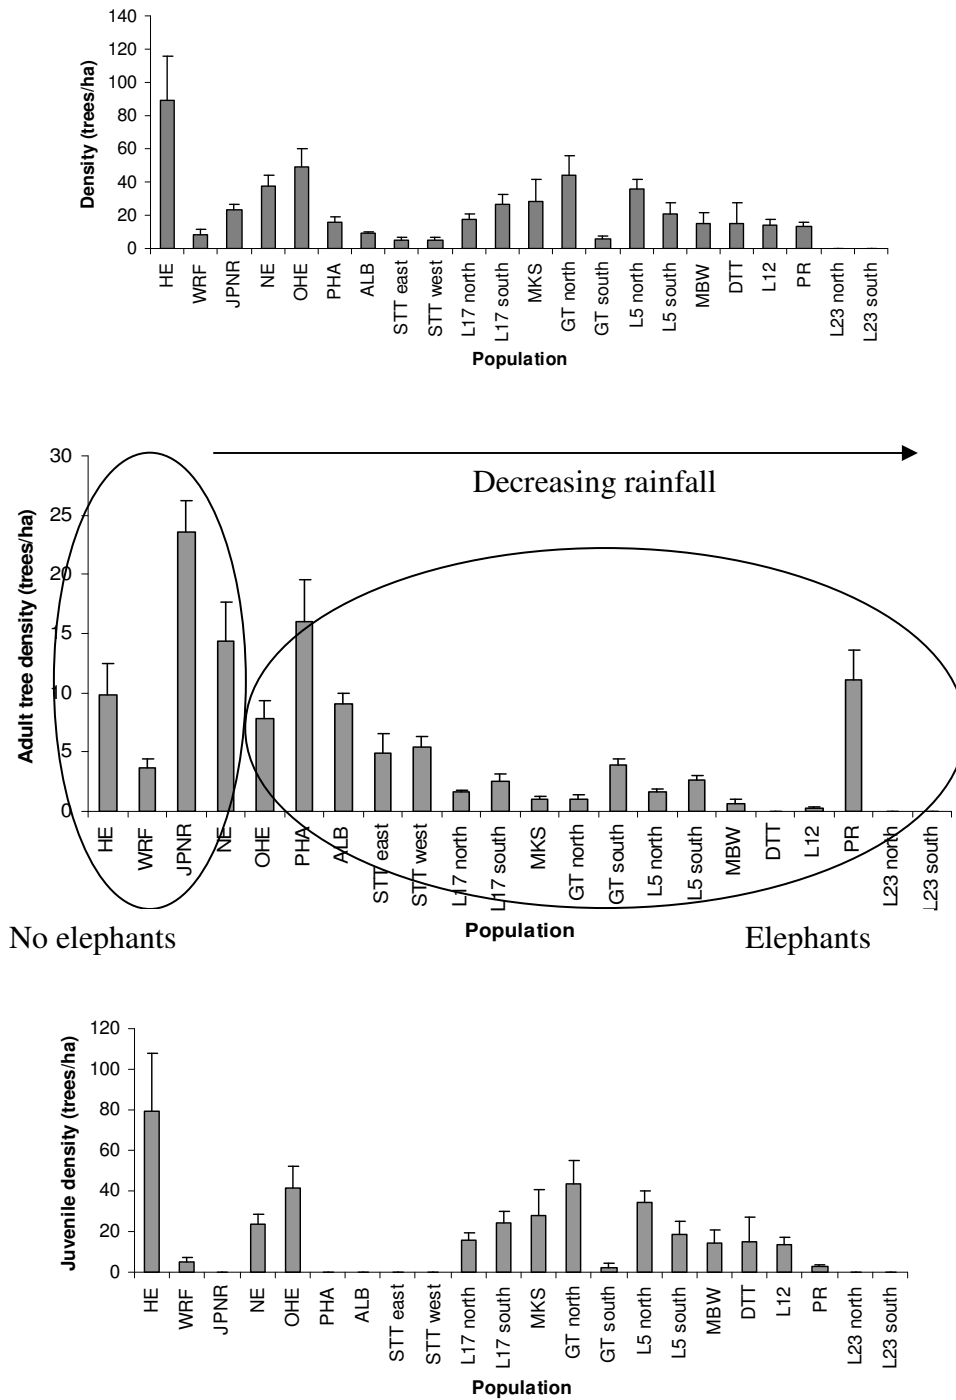 140
120
100
80
60
40
20
0
Density (trees/ha)
HE WRF JPNR NE OHE PHA ALB STT east STT west L17 north L17 south MKS GT north GT south L5 north L5 south MBW DTT L12 PR L23 north L23 south
Population
30
25
20
15
10
5
0
Adult tree density (trees/ha)
Decreasing rainfall
HE WRF JPNR NE OHE PHA ALB STT east STT west L17 north L17 south MKS GT north GT south L5 north L5 south MBW DTT L12 PR L23 north L23 south
Population
No elephants
Elephants
120
100
80
60
40
20
0
Juvenile density (trees/ha)
HE WRF JPNR NE OHE PHA ALB STT east STT west L17 north L17 south MKS GT north GT south L5 north L5 south MBW DTT L12 PR L23 north L23 south
Population